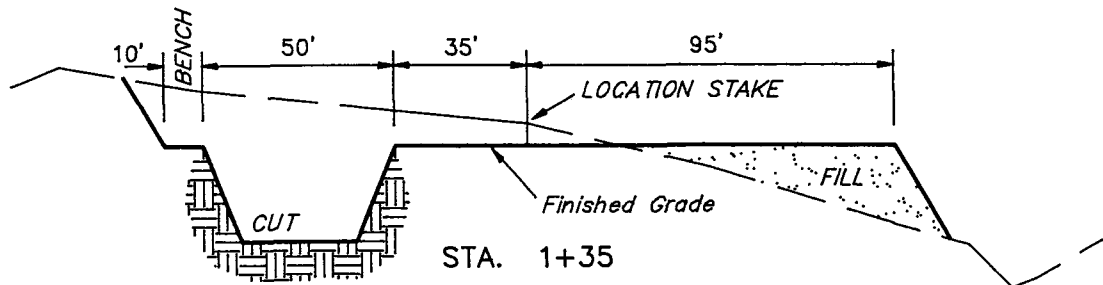 10'
BENCH
50'
35'
95'
LOCATION STAKE
FILL
Finished Grade
CUT
STA. 1+35